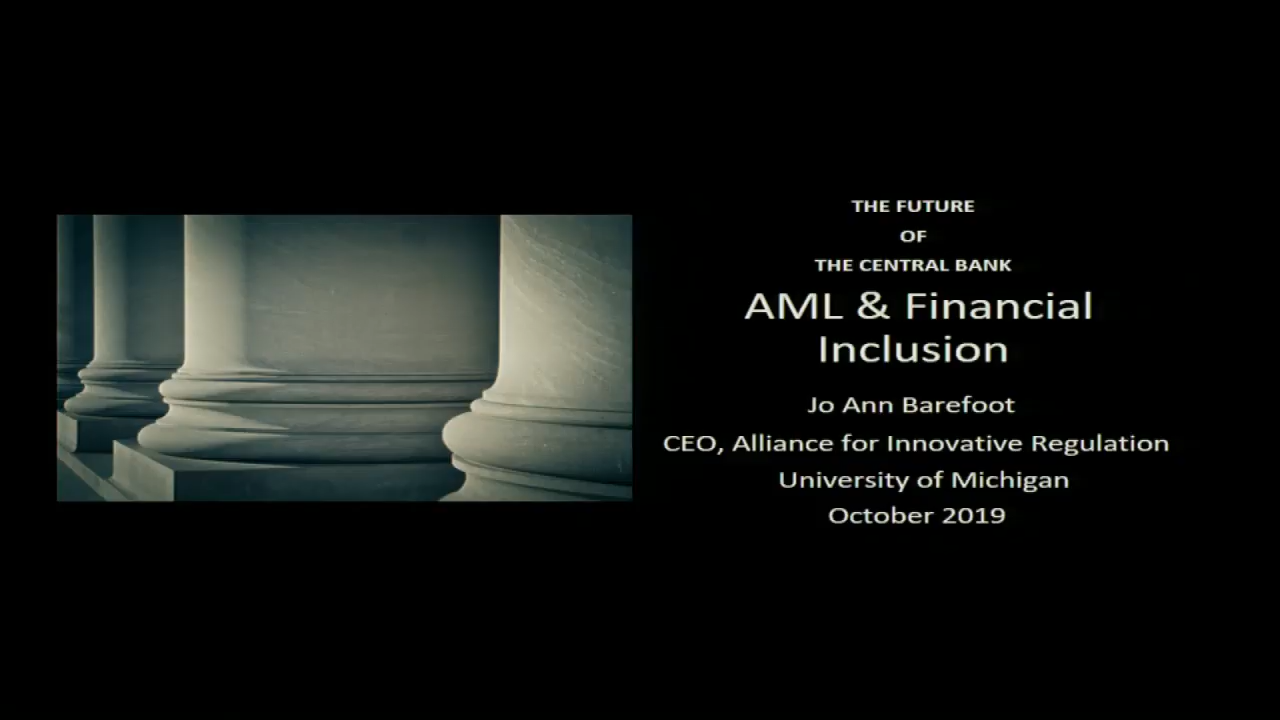 THE FUTURE
OF
THE CENTRAL BANK
AML & Financial
Inclusion
Jo Ann Barefoot
CEO, Alliance for Innovative Regulation
University of Michigan
October 2019